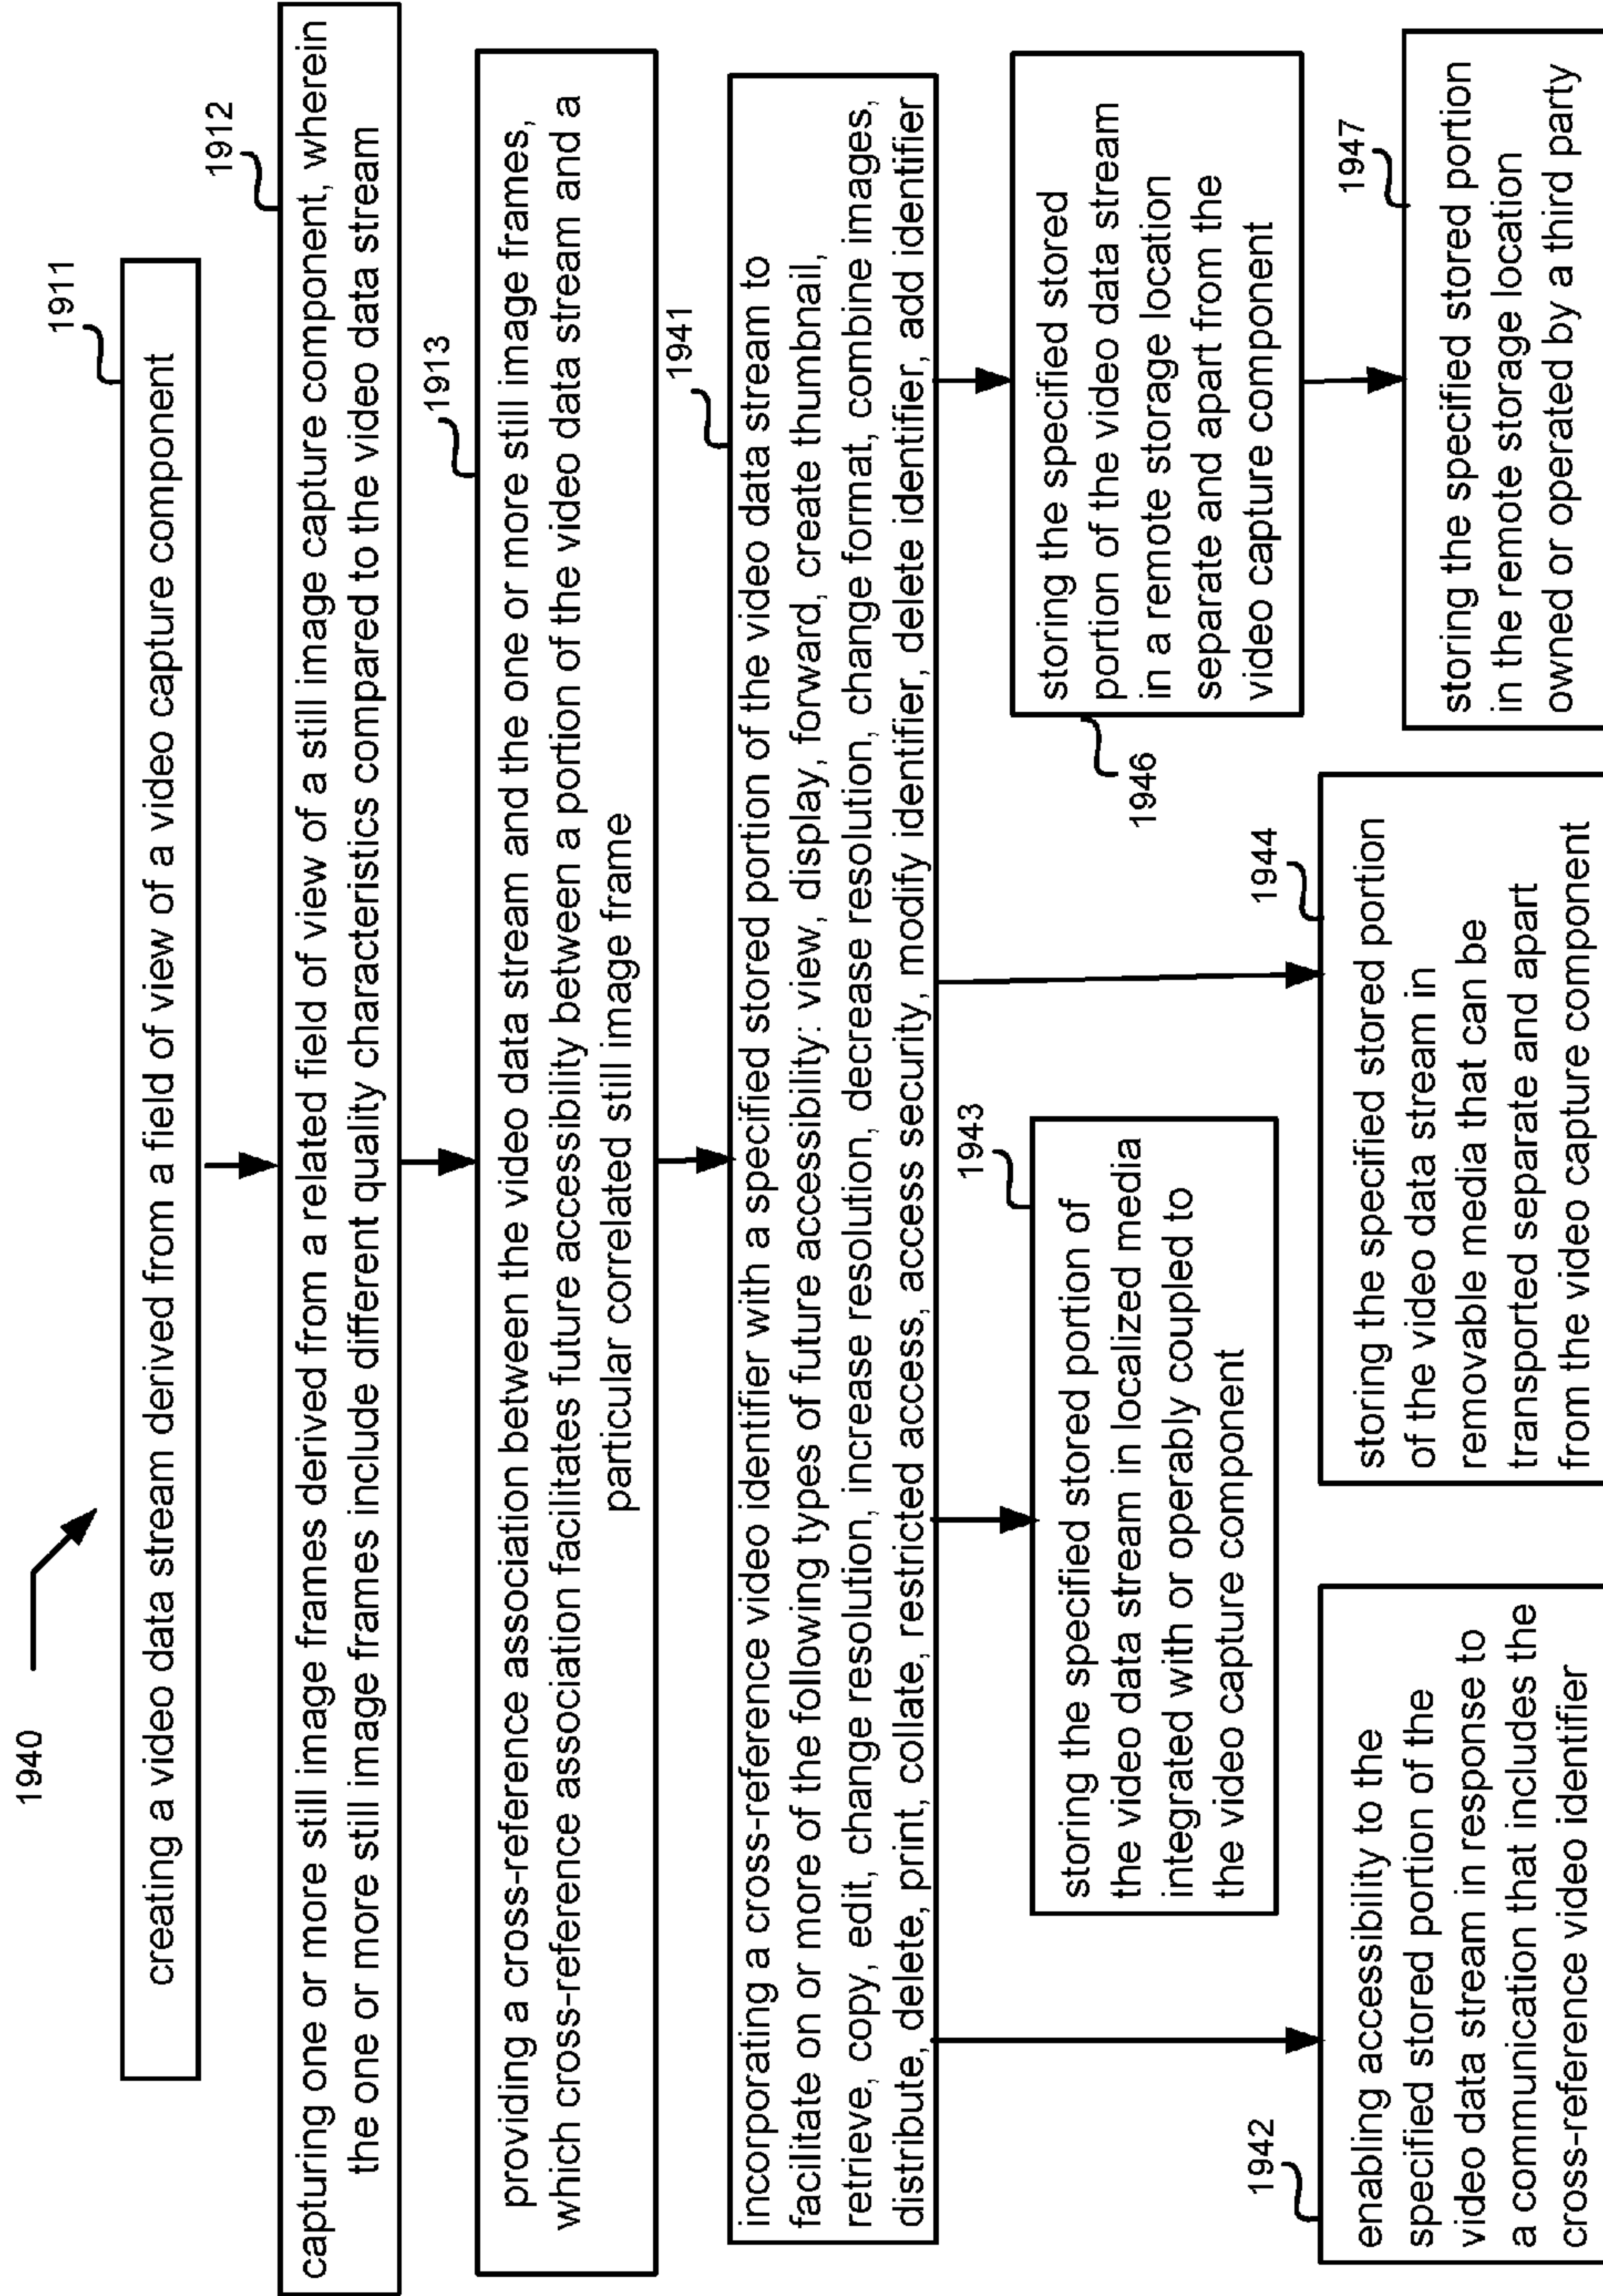 1940
1911
creating a video data stream derived from a field of view of a video capture component
1912
capturing one or more still image frames derived from a related field of view of a still image capture component, wherein
the one or more still image frames include different quality characteristics compared to the video data stream
1913
providing a cross-reference association between the video data stream and the one or more still image frames,
which cross-reference association facilitates future accessibility between a portion of the video data stream and a
particular correlated still image frame
1941
incorporating a cross-reference video identifier with a specified stored portion of the video data stream to
facilitate on or more of the following types of future accessibility: view, display, forward, create thumbnail,
retrieve, copy, edit, change resolution, increase resolution, decrease resolution, change format, combine images,
distribute, delete, print, collate, restricted access, access security, modify identifier, delete identifier, add identifier
1942
enabling accessibility to the
specified stored portion of the
video data stream in response to
a communication that includes the
cross-reference video identifier
1943
storing the specified stored portion of
the video data stream in localized media
integrated with or operably coupled to
the video capture component
1944
storing the specified stored portion
of the video data stream in
removable media that can be
transported separate and apart
from the video capture component
1946
storing the specified stored
portion of the video data stream
in a remote storage location
separate and apart from the
video capture component
1947
storing the specified stored portion
in the remote storage location
owned or operated by a third party